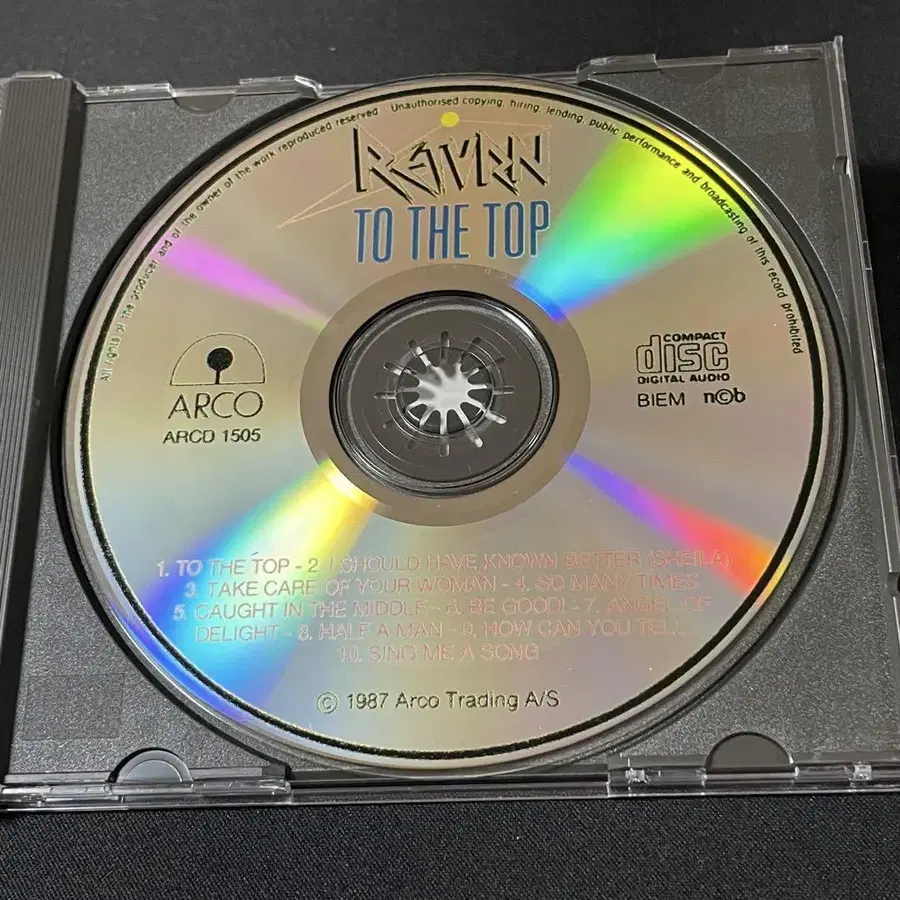 All rights of the producer and of the owner of the work reproduced reserved Unauthorised copying, hiring, lending, public performance and broadcasting of this record prohibited
RETURN
TO THE TOP
ARCO
ARCD 1505
COMPACT
disc
DIGITAL AUDIO
BIEM n©b
1. TO THE TOP - 2. I SHOULD HAVE KNOWN BETTER (SHEILA)
3. TAKE CARE OF YOUR WOMAN - 4. SO MANY TIMES
5. CAUGHT IN THE MIDDLE - 6. BE GOOD! - 7. ANGEL OF
DELIGHT - 8. HALF A MAN - 9. HOW CAN YOU TELL
10. SING ME A SONG
© 1987 Arco Trading A/S